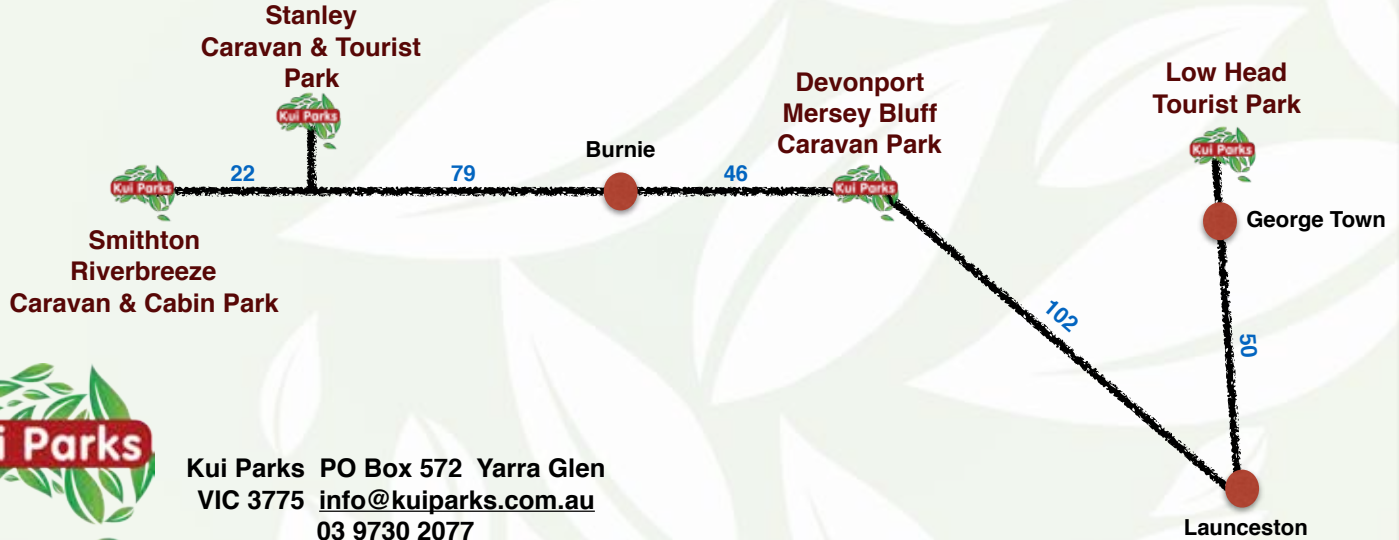 Stanley
Caravan & Tourist
Park
Kui Parks
22
79
Burnie
46
Devonport
Mersey Bluff
Caravan Park
Kui Parks
Low Head
Tourist Park
Kui Parks
George Town
Kui Parks
Smithton
Riverbreeze
Caravan & Cabin Park
102
50
Launceston
i Parks
Kui Parks PO Box 572 Yarra Glen
VIC 3775 info@kuiparks.com.au
03 9730 2077